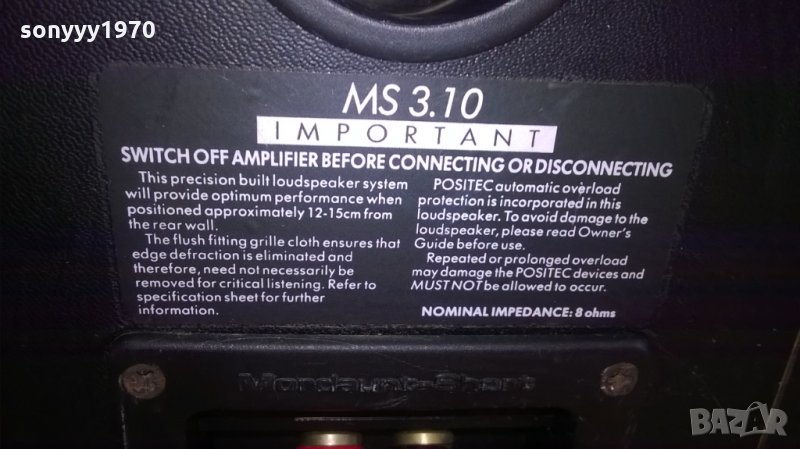 sonyyy1970
MS 3.10
IMPORTANT
SWITCH OFF AMPLIFIER BEFORE CONNECTING OR DISCONNECTING
This precision built loudspeaker system
will provide optimum performance when
positioned approximately 12-15cm from
the rear wall.
The flush fitting grille cloth ensures that
edge defraction is eliminated and
therefore, need not necessarily be
removed for critical listening. Refer to
specification sheet for further
information.
POSITEC automatic overload
protection is incorporated in this
loudspeaker. To avoid damage to the
loudspeaker, please read Owner's
Guide before use.
Repeated or prolonged overload
may damage the POSITEC devices and
MUST NOT be allowed to occur.
NOMINAL IMPEDANCE: 8 ohms
Mordaunt-Short
BAZAR